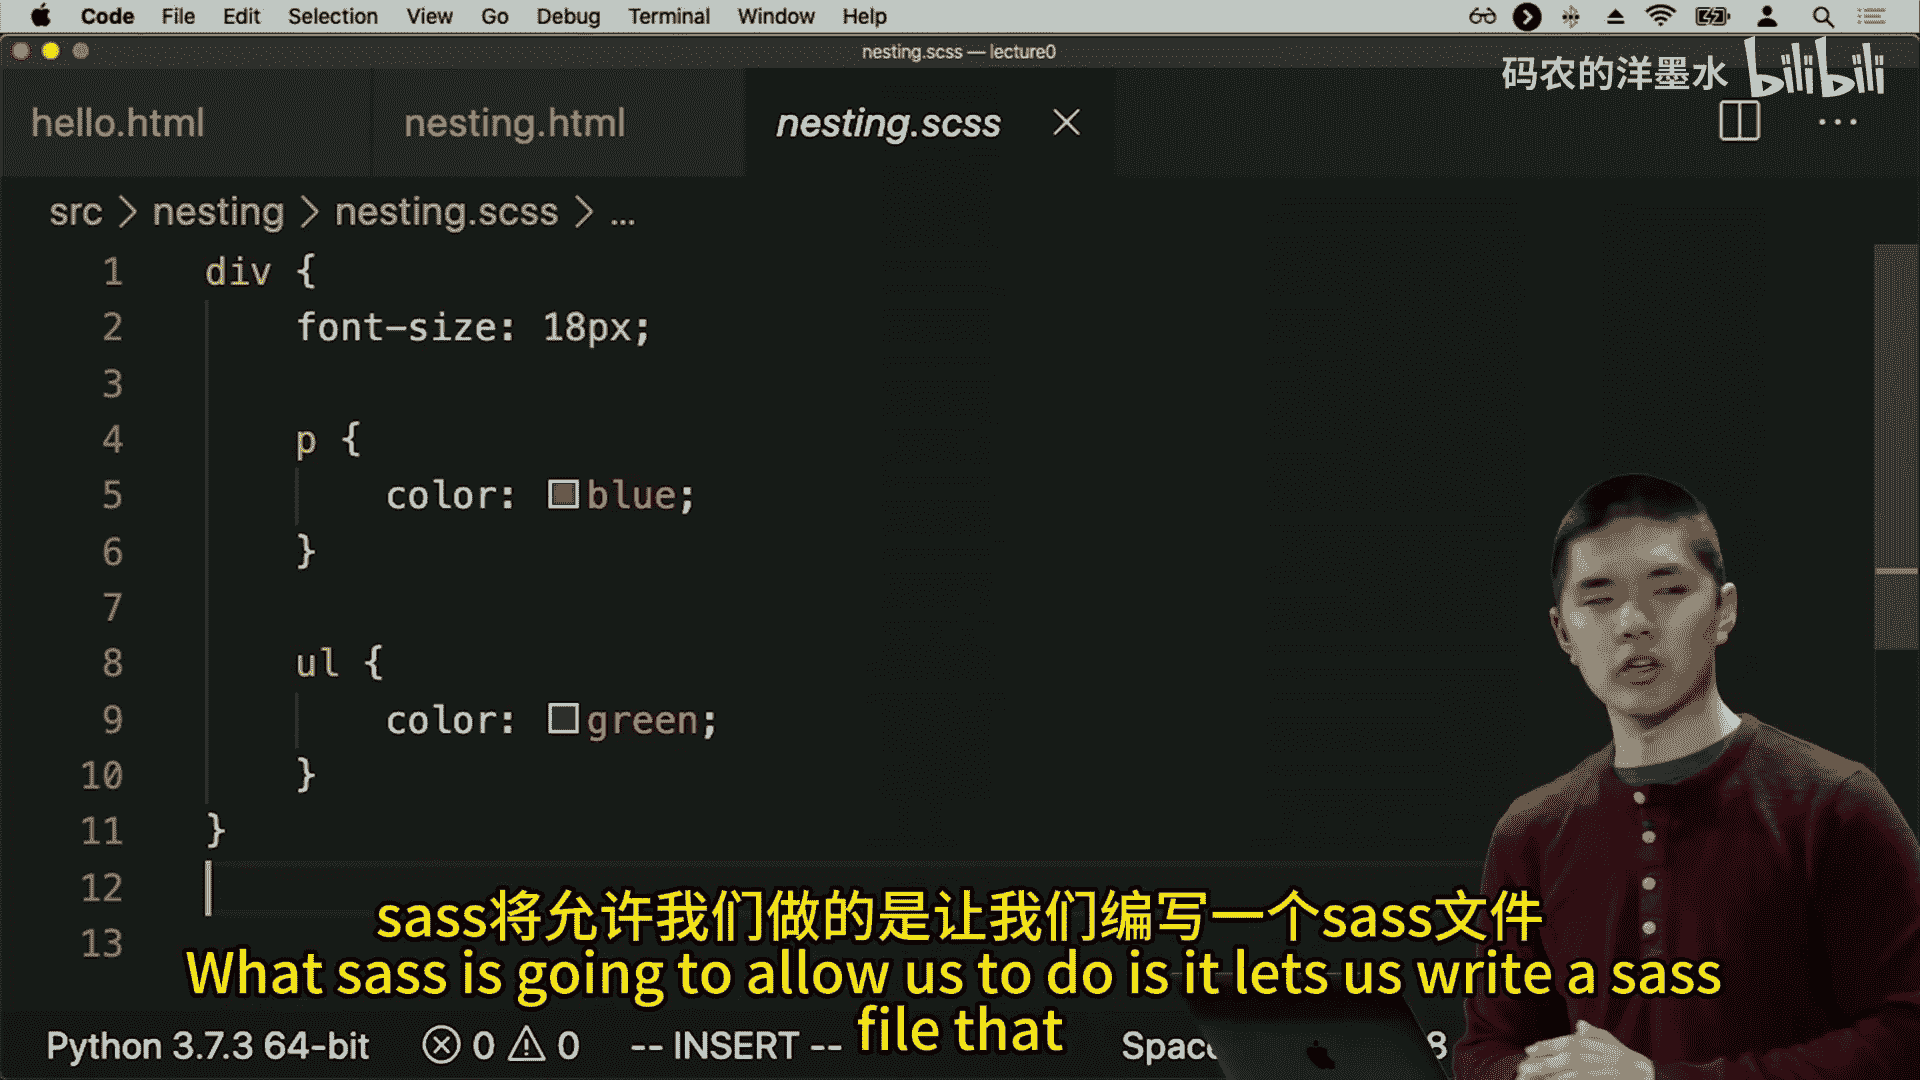 Code File Edit Selection View Go Debug Terminal Window Help
nesting.scss — lecture0
码农的洋墨水 bilibili
hello.html nesting.html nesting.scss
src > nesting > nesting.scss > ...
1 div {
2 font-size: 18px;
3
4 p {
5 color: blue;
6 }
7
8 ul {
9 color: green;
10 }
11 }
12
13
sass将允许我们做的是让我们编写一个sass文件
What sass is going to allow us to do is it lets us write a sass
file that
Python 3.7.3 64-bit 0 0 -- INSERT --